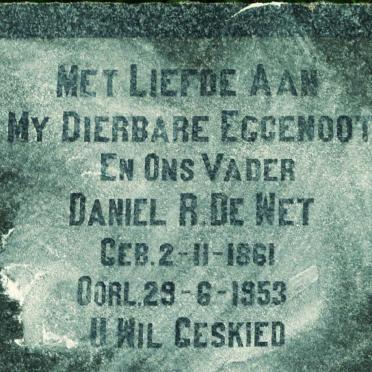 MET LIEFDE AAN
MY DIERBARE EGGENOOT
EN ONS VADER
DANIEL R. DE WET
GEB. 2-11-1861
OORL. 29-6-1953
U WIL GESKIED